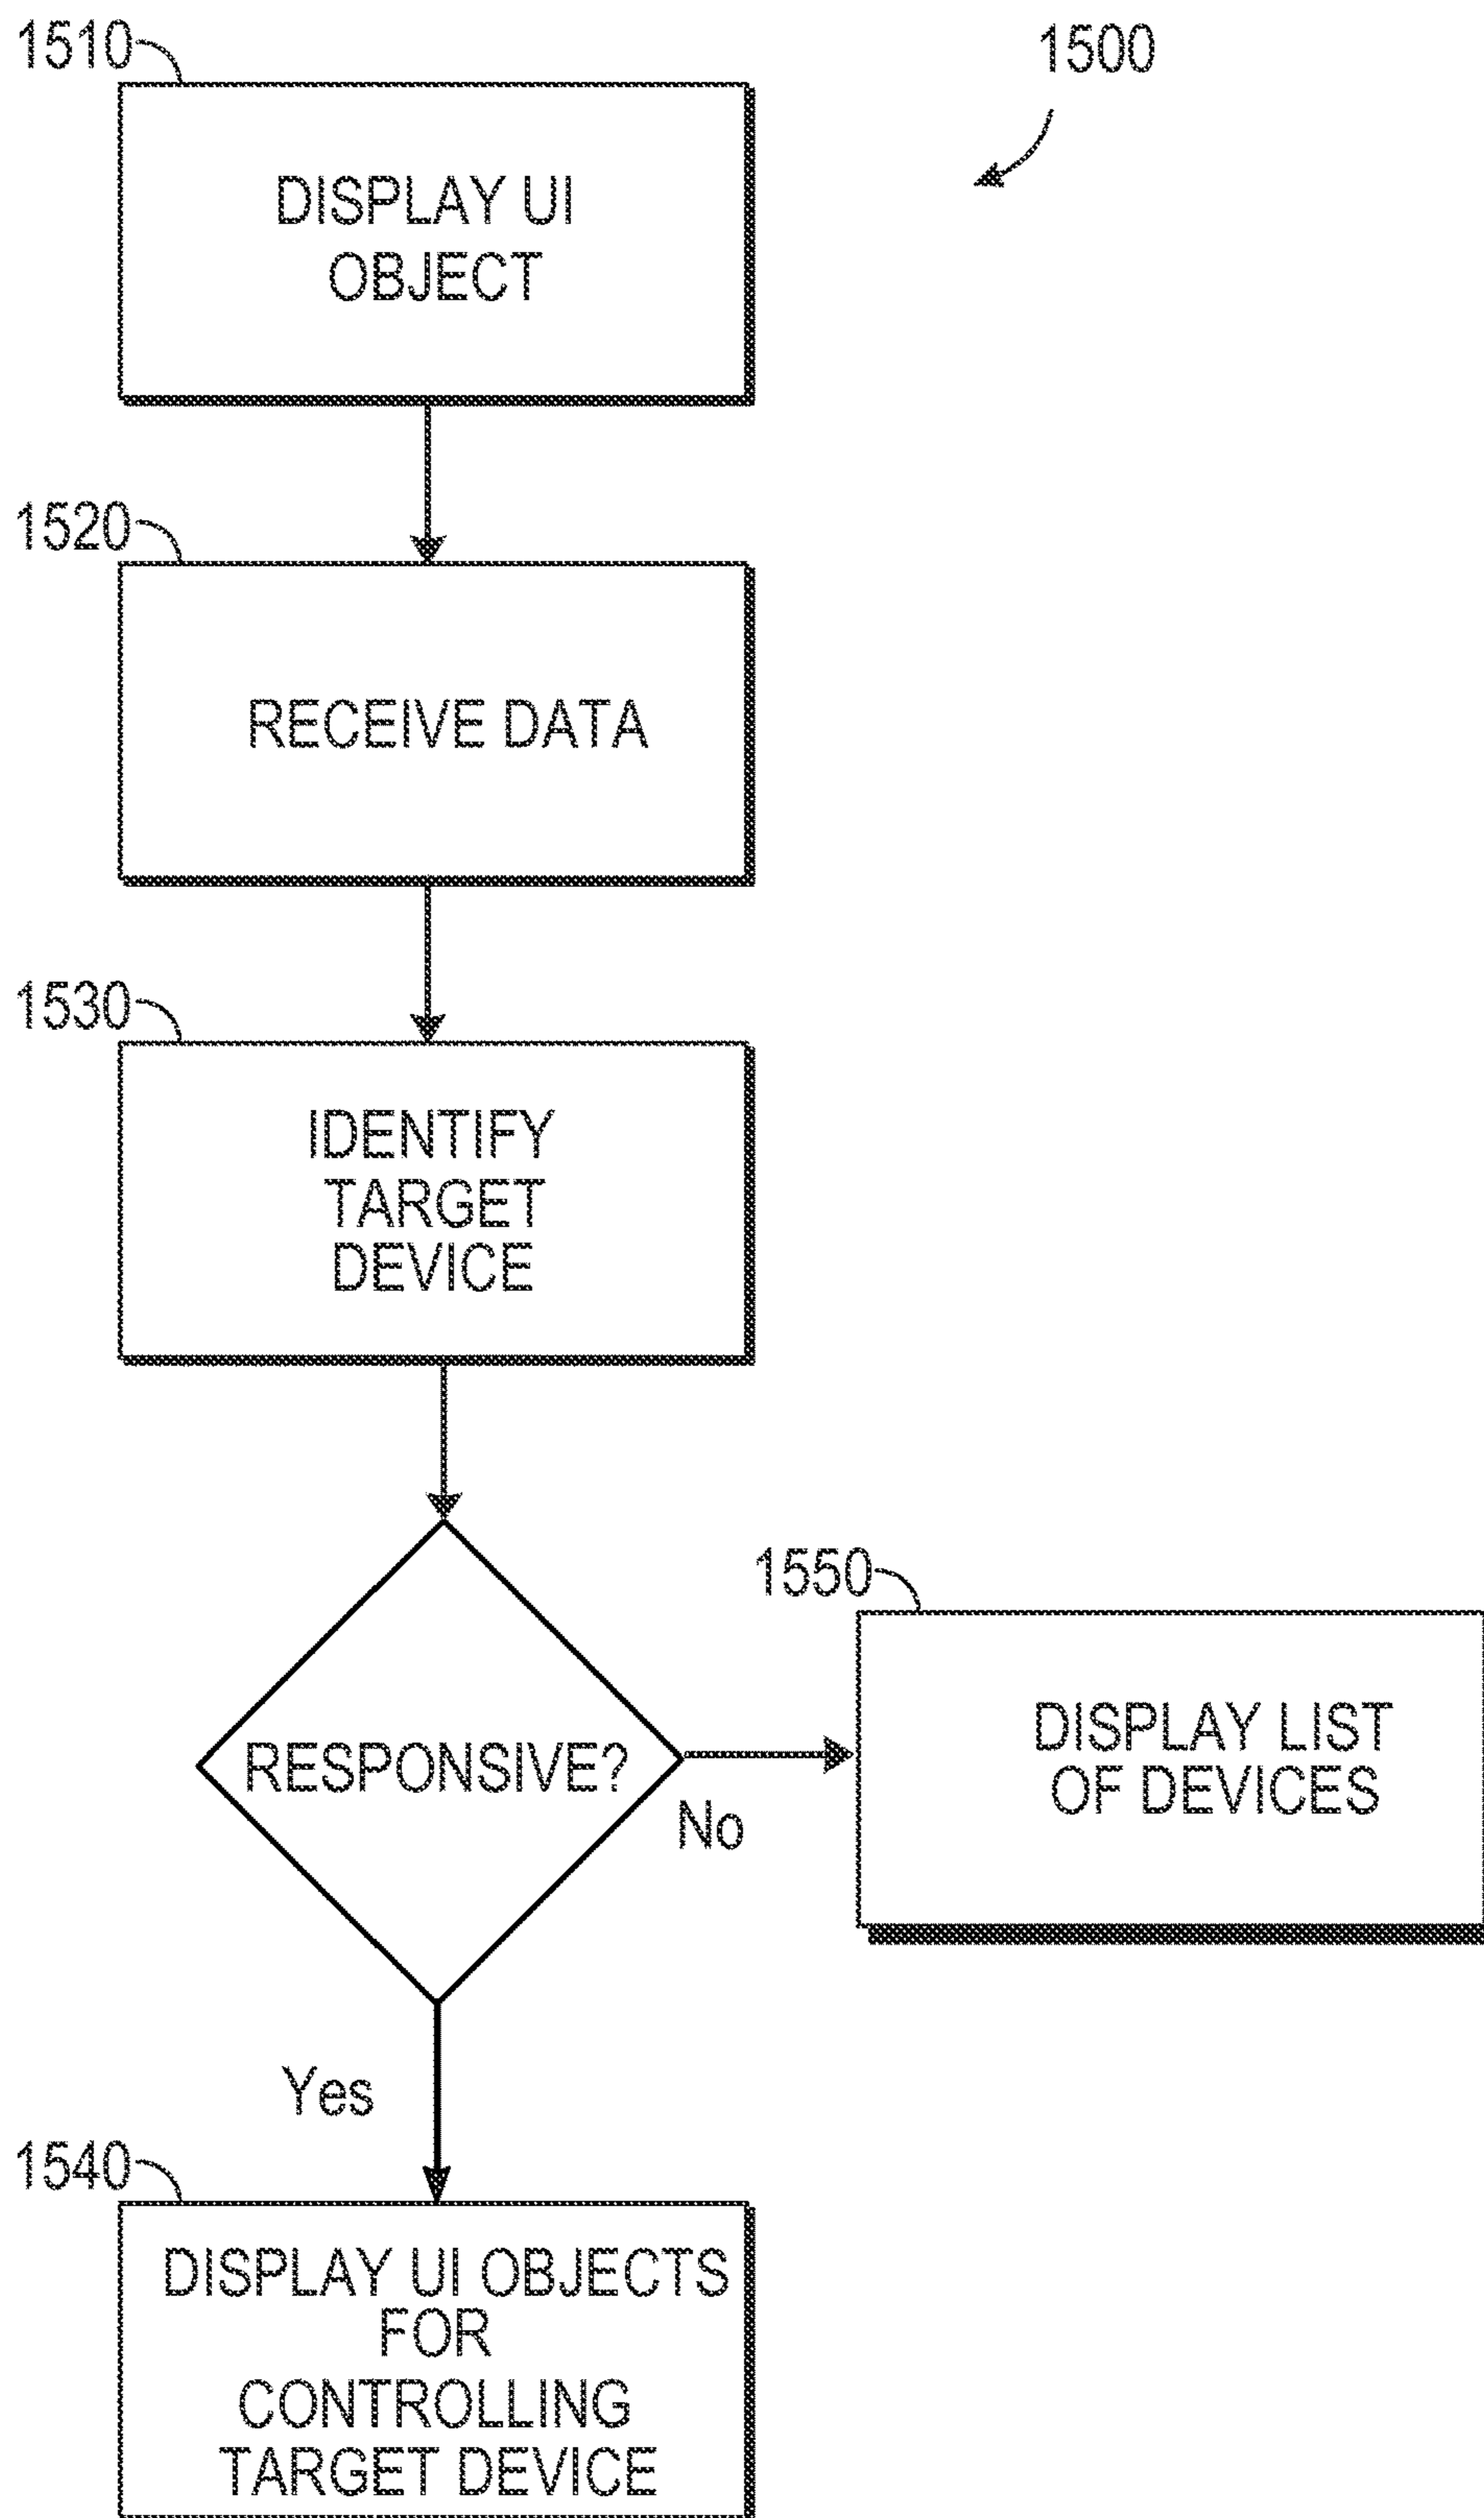 1510
1500
DISPLAY UI
OBJECT
1520
RECEIVE DATA
1530
IDENTIFY
TARGET
DEVICE
1550
RESPONSIVE?
DISPLAY LIST
OF DEVICES
No
Yes
1540
DISPLAY UI OBJECTS
FOR
CONTROLLING
TARGET DEVICE